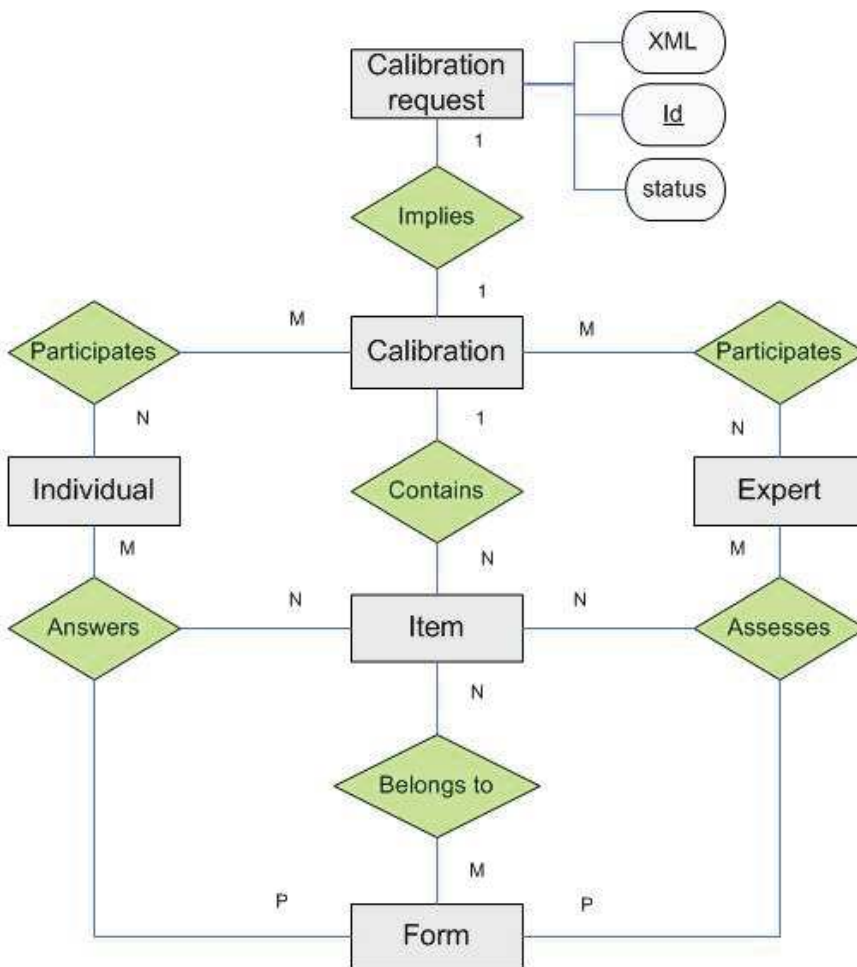 XML
Calibration
request
Id
1
status
Implies
1
M
M
Participates
Calibration
Participates
N
1
N
Individual
Contains
Expert
M
N
M
N
N
Answers
Item
Assesses
N
Belongs to
M
P
P
Form